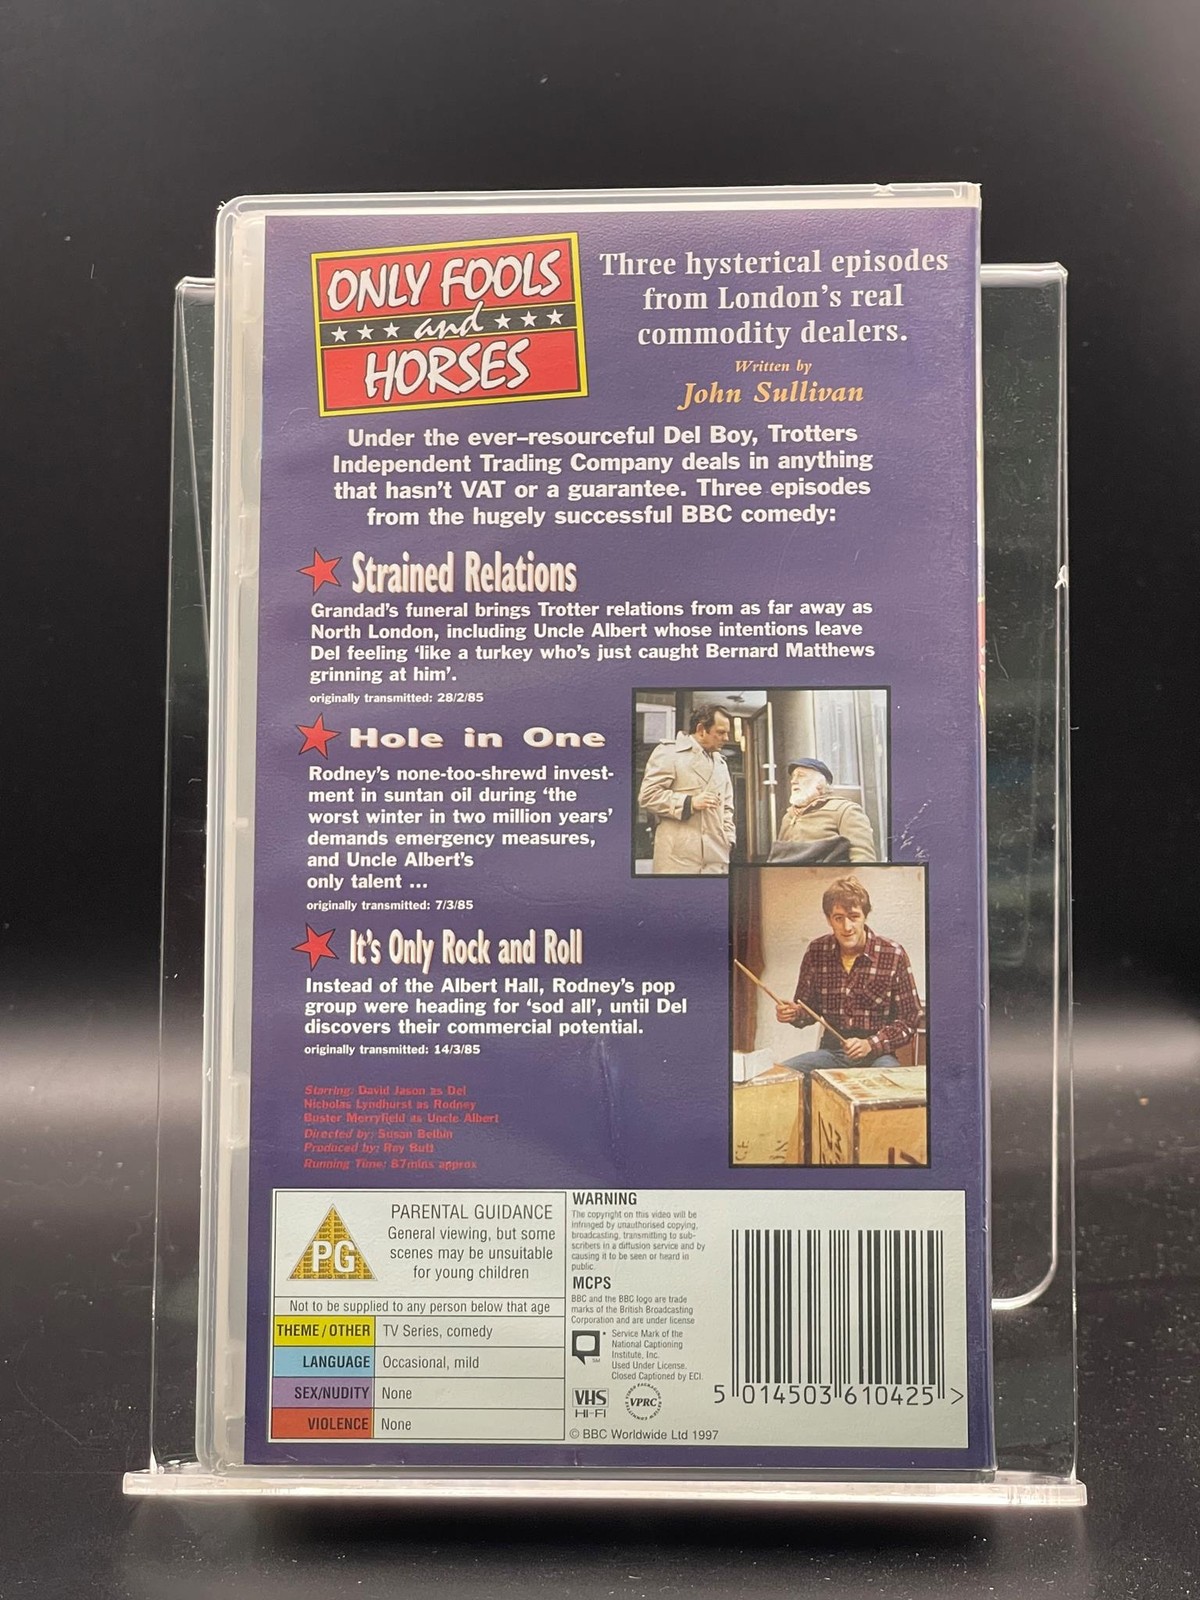 ONLY FOOLS
and
HORSES
Three hysterical episodes
from London's real
commodity dealers.
Written by
John Sullivan
Under the ever-resourceful Del Boy, Trotters
Independent Trading Company deals in anything
that hasn't VAT or a guarantee. Three episodes
from the hugely successful BBC comedy:
Strained Relations
Grandad's funeral brings Trotter relations from as far away as
North London, including Uncle Albert whose intentions leave
Del feeling 'like a turkey who's just caught Bernard Matthews
grinning at him'.
originally transmitted: 28/2/85
Hole in One
Rodney's none-too-shrewd invest-
ment in suntan oil during 'the
worst winter in two million years'
demands emergency measures,
and Uncle Albert's
only talent ...
originally transmitted: 7/3/85
It's Only Rock and Roll
Instead of the Albert Hall, Rodney's pop
group were heading for 'sod all', until Del
discovers their commercial potential.
originally transmitted: 14/3/85
Starring: David Jason as Del
Nicholas Lyndhurst as Rodney
Buster Merryfield as Uncle Albert
Directed by: Susan Belbin
Produced by: Ray Butt
Running Time: 87mins approx
PG
PARENTAL GUIDANCE
General viewing, but some
scenes may be unsuitable
for young children
Not to be supplied to any person below that age
THEME / OTHER TV Series, comedy
LANGUAGE Occasional, mild
SEX/NUDITY None
VIOLENCE None
WARNING
The copyright on this video will be
infringed by unauthorised copying,
broadcasting, transmitting to sub-
scribers in a diffusion service and by
causing it to be seen or heard in
public.
MCPS
BBC and the BBC logo are trade
marks of the British Broadcasting
Corporation and are under license
Service Mark of the
National Captioning
Institute, Inc.
Used Under License.
Closed Captioned by ECI.
SM
VHS
HI-FI
VPRC
© BBC Worldwide Ltd 1997
5 014503 610425 >